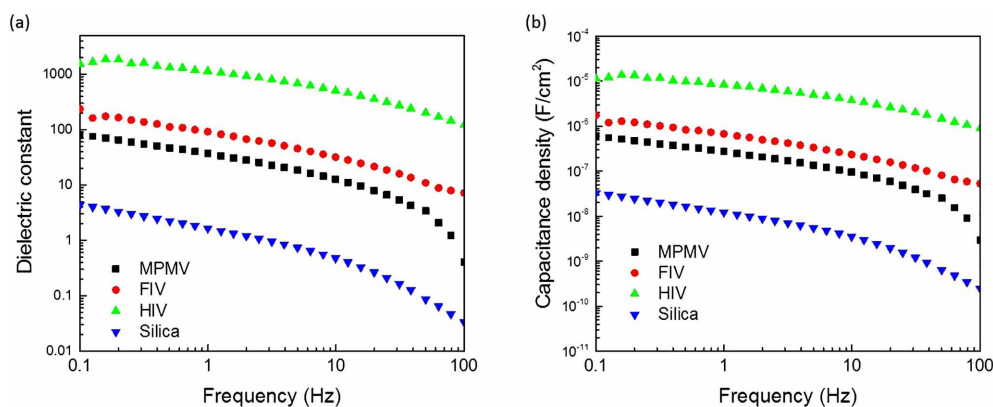 (a)
Dielectric constant
1000
100
10
1
0.1
0.01
MPMV
FIV
HIV
Silica
0.1
1
10
100
Frequency (Hz)
(b)
Capacitance density (F/cm²)
10⁻⁴
10⁻⁵
10⁻⁶
10⁻⁷
10⁻⁸
10⁻⁹
10⁻¹⁰
10⁻¹¹
MPMV
FIV
HIV
Silica
0.1
1
10
100
Frequency (Hz)